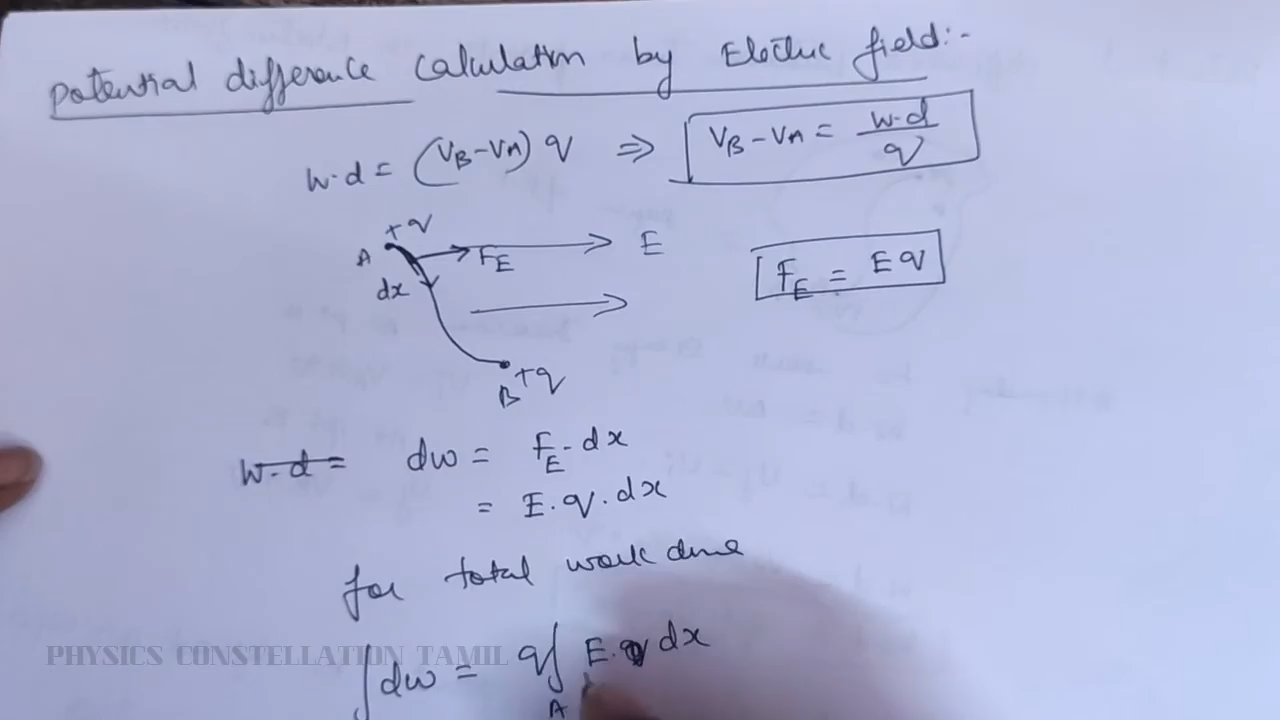 Potential difference calculation by Electric field:-
W·d = (VB-VA) q ⇒ VB-VA = W·d / q
+q
A
FE
E
FE = Eq
dx
+q
B
W·d = dw = FE·dx
= E.q.dx
for total work done
∫dw = q∫ E. dx
A
PHYSICS CONSTELLATION TAMIL